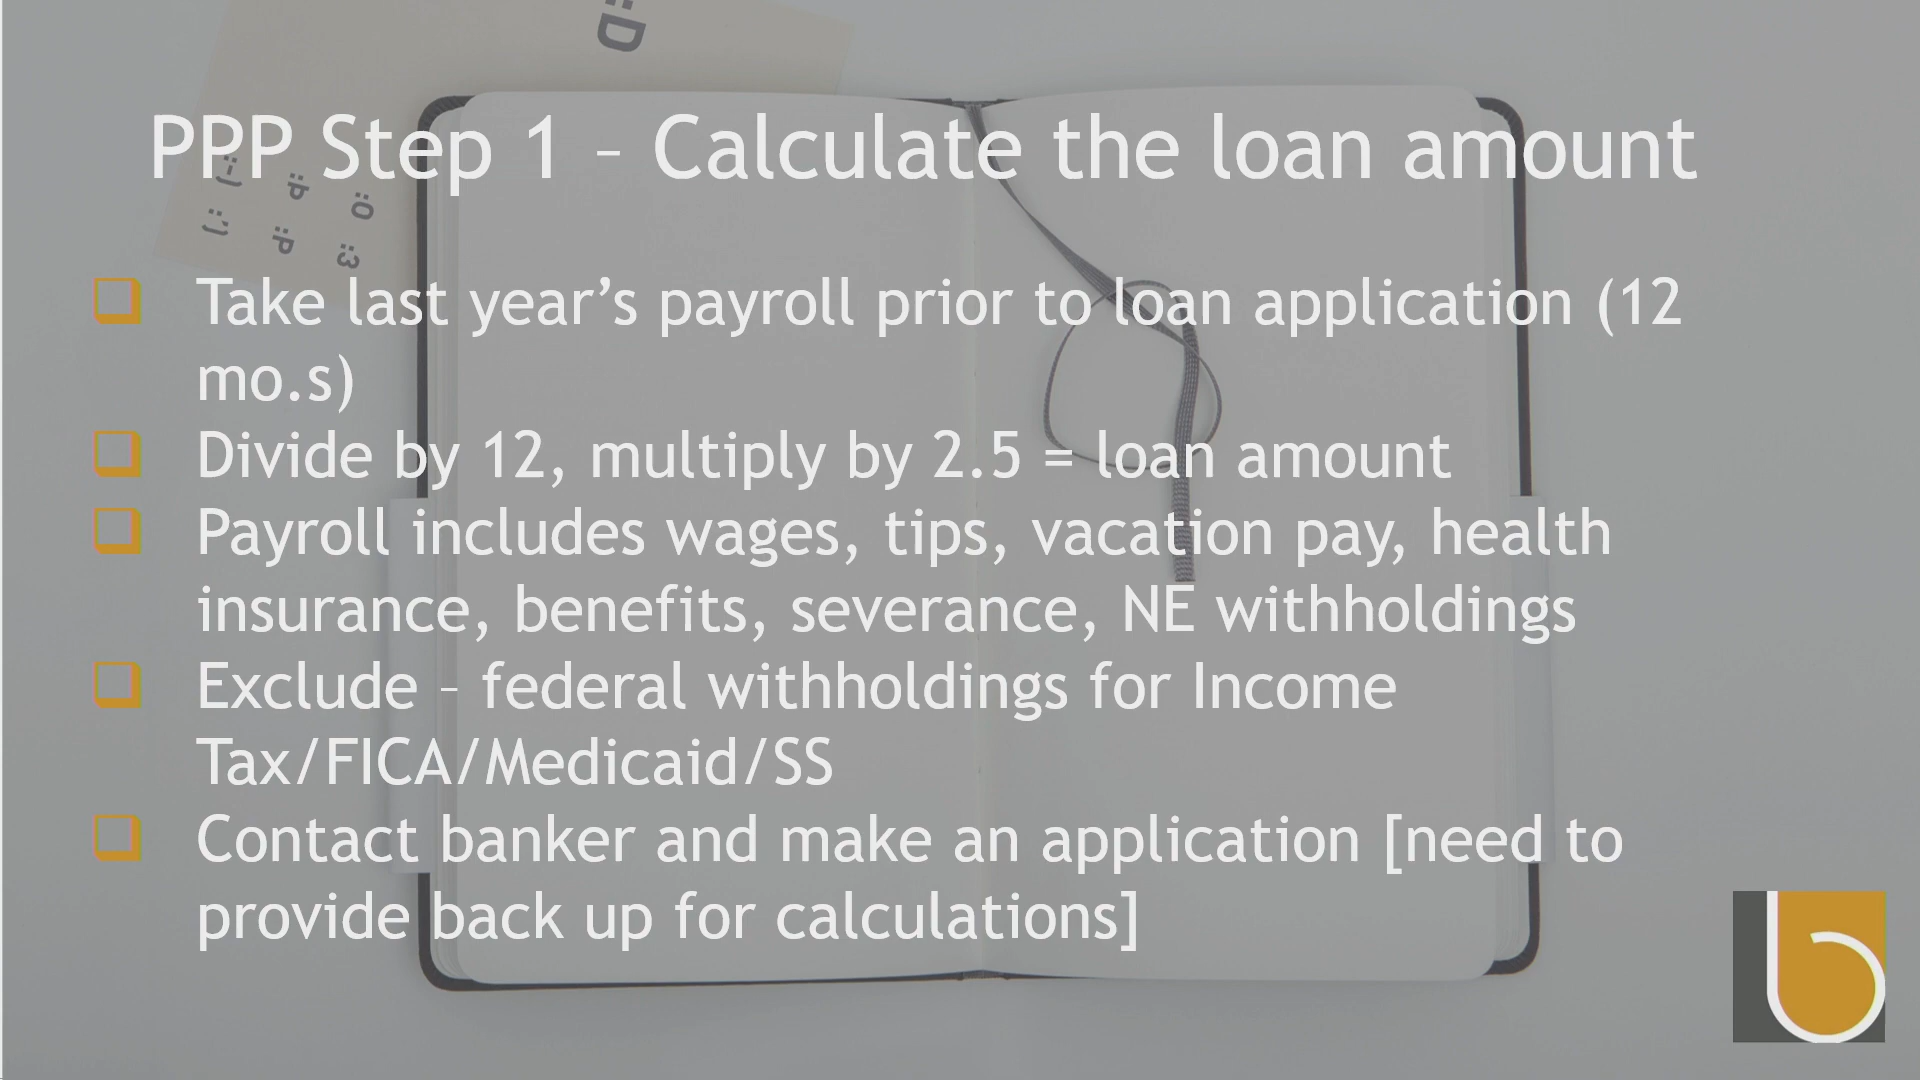 :D
PPP Step 1 – Calculate the loan amount
:-) :P :O
:') :P :3
Take last year’s payroll prior to loan application (12
mo.s)
Divide by 12, multiply by 2.5 = loan amount
Payroll includes wages, tips, vacation pay, health
insurance, benefits, severance, NE withholdings
Exclude – federal withholdings for Income
Tax/FICA/Medicaid/SS
Contact banker and make an application [need to
provide back up for calculations]
b